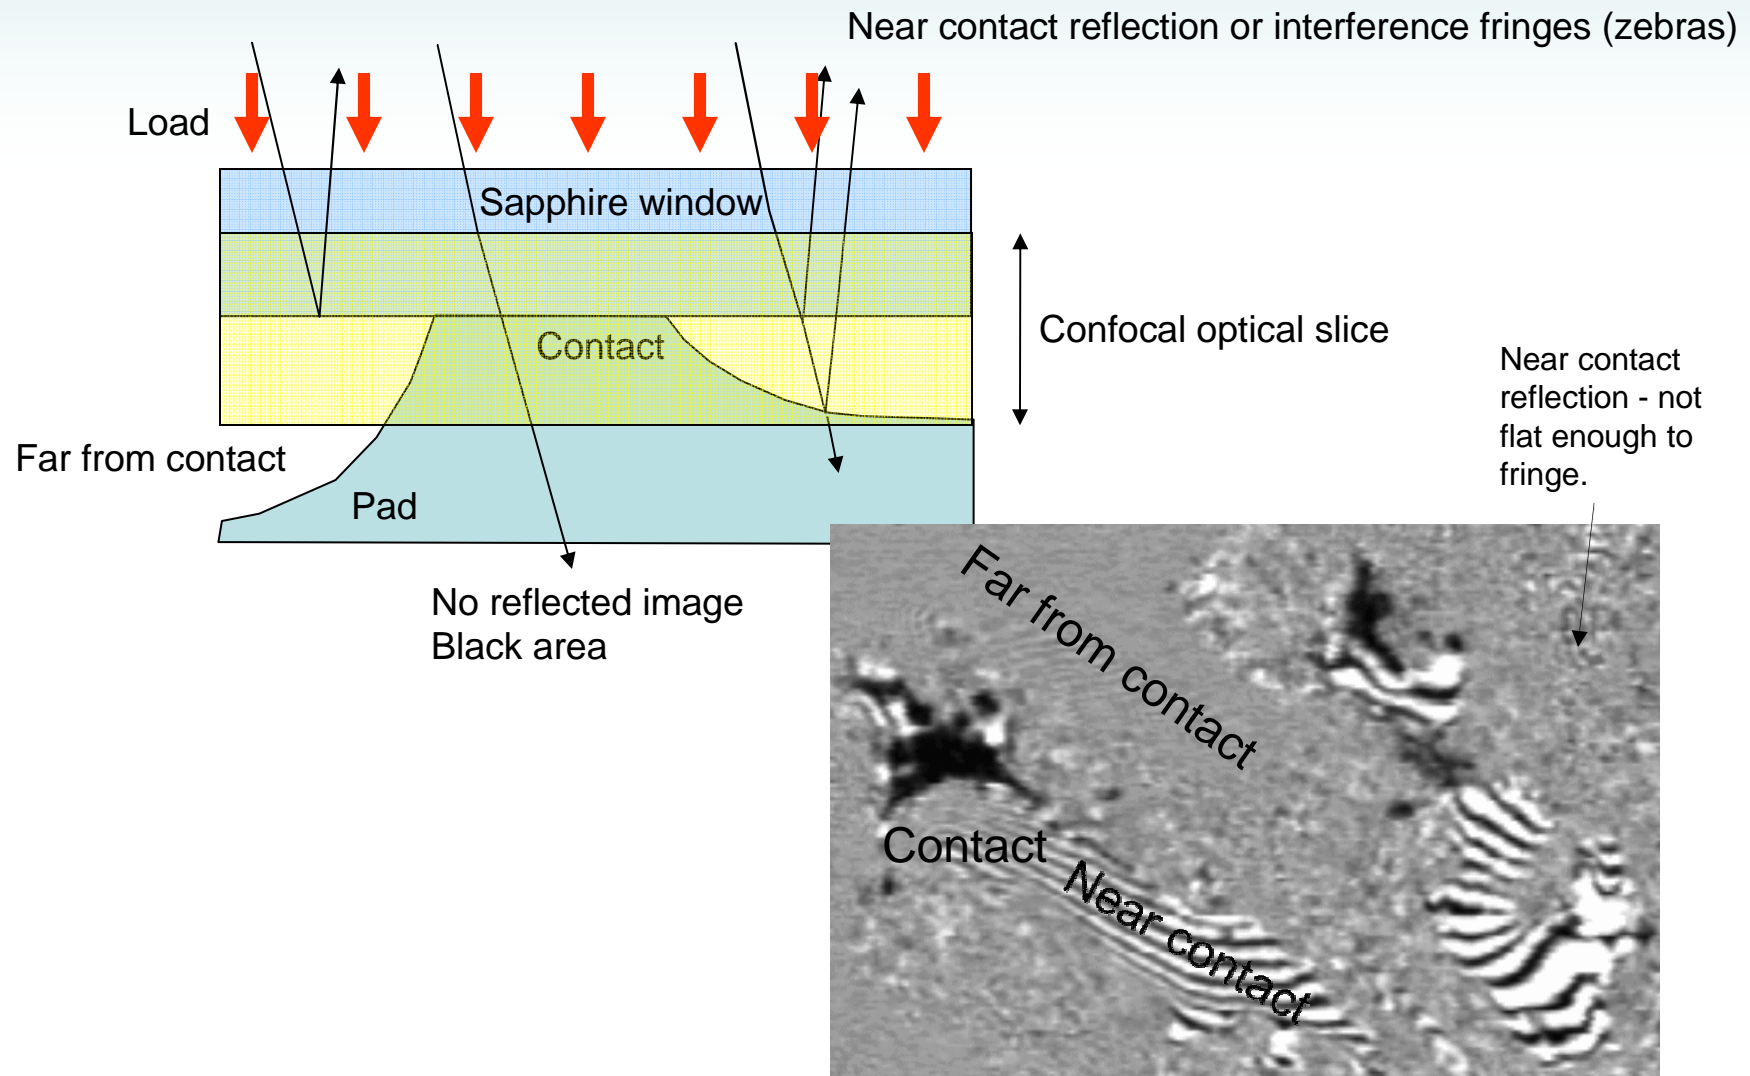 Near contact reflection or interference fringes (zebras)
Load
Sapphire window
Contact
Confocal optical slice
Near contact
reflection - not
flat enough to
fringe.
Far from contact
Pad
No reflected image
Black area
Far from contact
Contact
Near contact